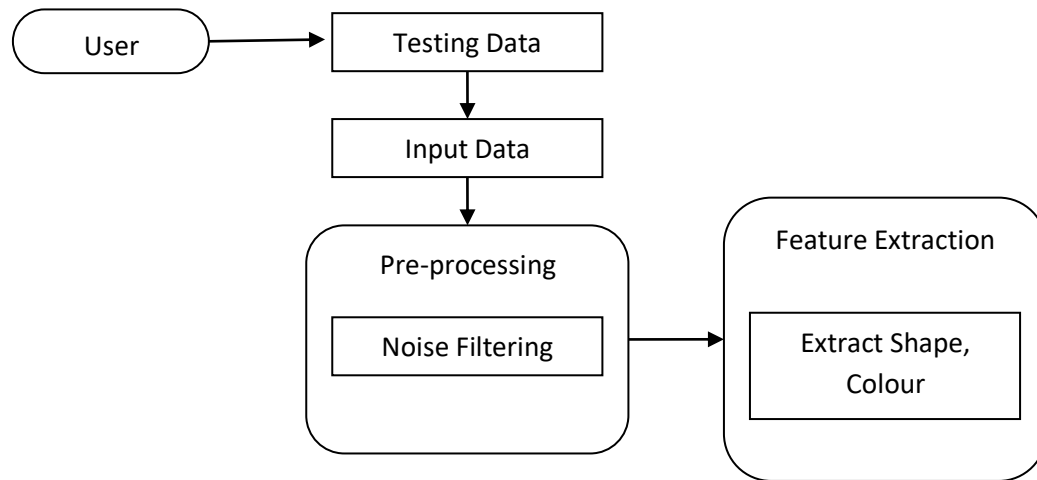 User
Testing Data
Input Data
Pre-processing
Noise Filtering
Feature Extraction
Extract Shape,
Colour